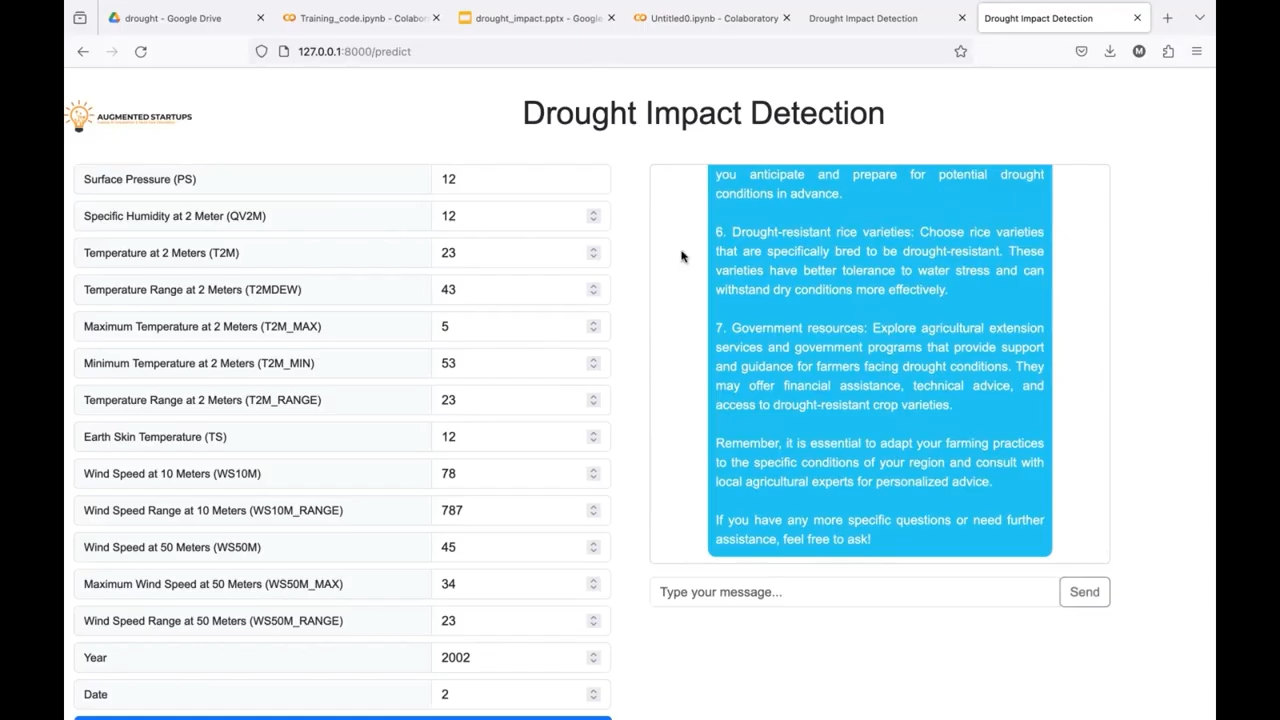 drought - Google Drive
Training_code.ipynb - Colabor
drought_impact.pptx - Google
Untitled0.ipynb - Colaboratory
Drought Impact Detection
Drought Impact Detection
127.0.0.1:8000/predict
M
AUGMENTED STARTUPS
Drought Impact Detection
Surface Pressure (PS) 12
Specific Humidity at 2 Meter (QV2M) 12
Temperature at 2 Meters (T2M) 23
Temperature Range at 2 Meters (T2MDEW) 43
Maximum Temperature at 2 Meters (T2M_MAX) 5
Minimum Temperature at 2 Meters (T2M_MIN) 53
Temperature Range at 2 Meters (T2M_RANGE) 23
Earth Skin Temperature (TS) 12
Wind Speed at 10 Meters (WS10M) 78
Wind Speed Range at 10 Meters (WS10M_RANGE) 787
Wind Speed at 50 Meters (WS50M) 45
Maximum Wind Speed at 50 Meters (WS50M_MAX) 34
Wind Speed Range at 50 Meters (WS50M_RANGE) 23
Year 2002
Date 2
you anticipate and prepare for potential drought
conditions in advance.
6. Drought-resistant rice varieties: Choose rice varieties
that are specifically bred to be drought-resistant. These
varieties have better tolerance to water stress and can
withstand dry conditions more effectively.
7. Government resources: Explore agricultural extension
services and government programs that provide support
and guidance for farmers facing drought conditions. They
may offer financial assistance, technical advice, and
access to drought-resistant crop varieties.
Remember, it is essential to adapt your farming practices
to the specific conditions of your region and consult with
local agricultural experts for personalized advice.
If you have any more specific questions or need further
assistance, feel free to ask!
Type your message...
Send